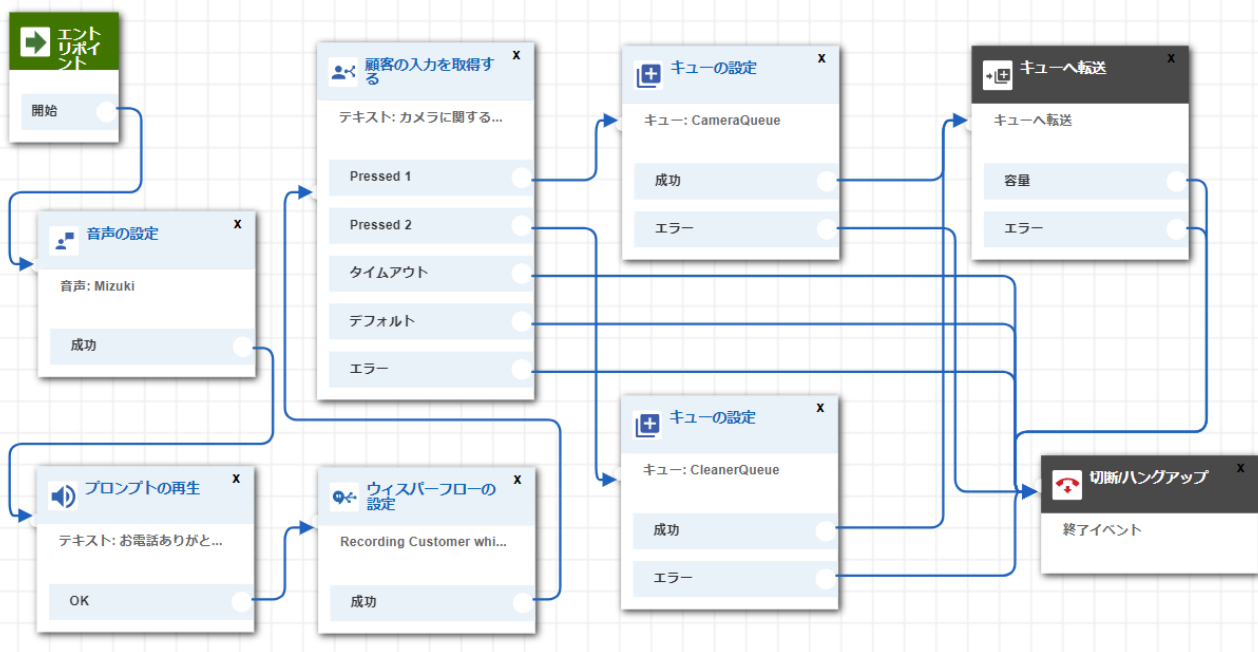 エント
リポイ
ント
開始
音声の設定
x
音声: Mizuki
成功
プロンプトの再生
x
テキスト: お電話ありがと...
OK
ウィスパーフローの
設定
x
Recording Customer whi...
成功
顧客の入力を取得す
る
x
テキスト: カメラに関する...
Pressed 1
Pressed 2
タイムアウト
デフォルト
エラー
キューの設定
x
キュー: CameraQueue
成功
エラー
キューの設定
x
キュー: CleanerQueue
成功
エラー
キューへ転送
x
キューへ転送
容量
エラー
切断/ハングアップ
x
終了イベント